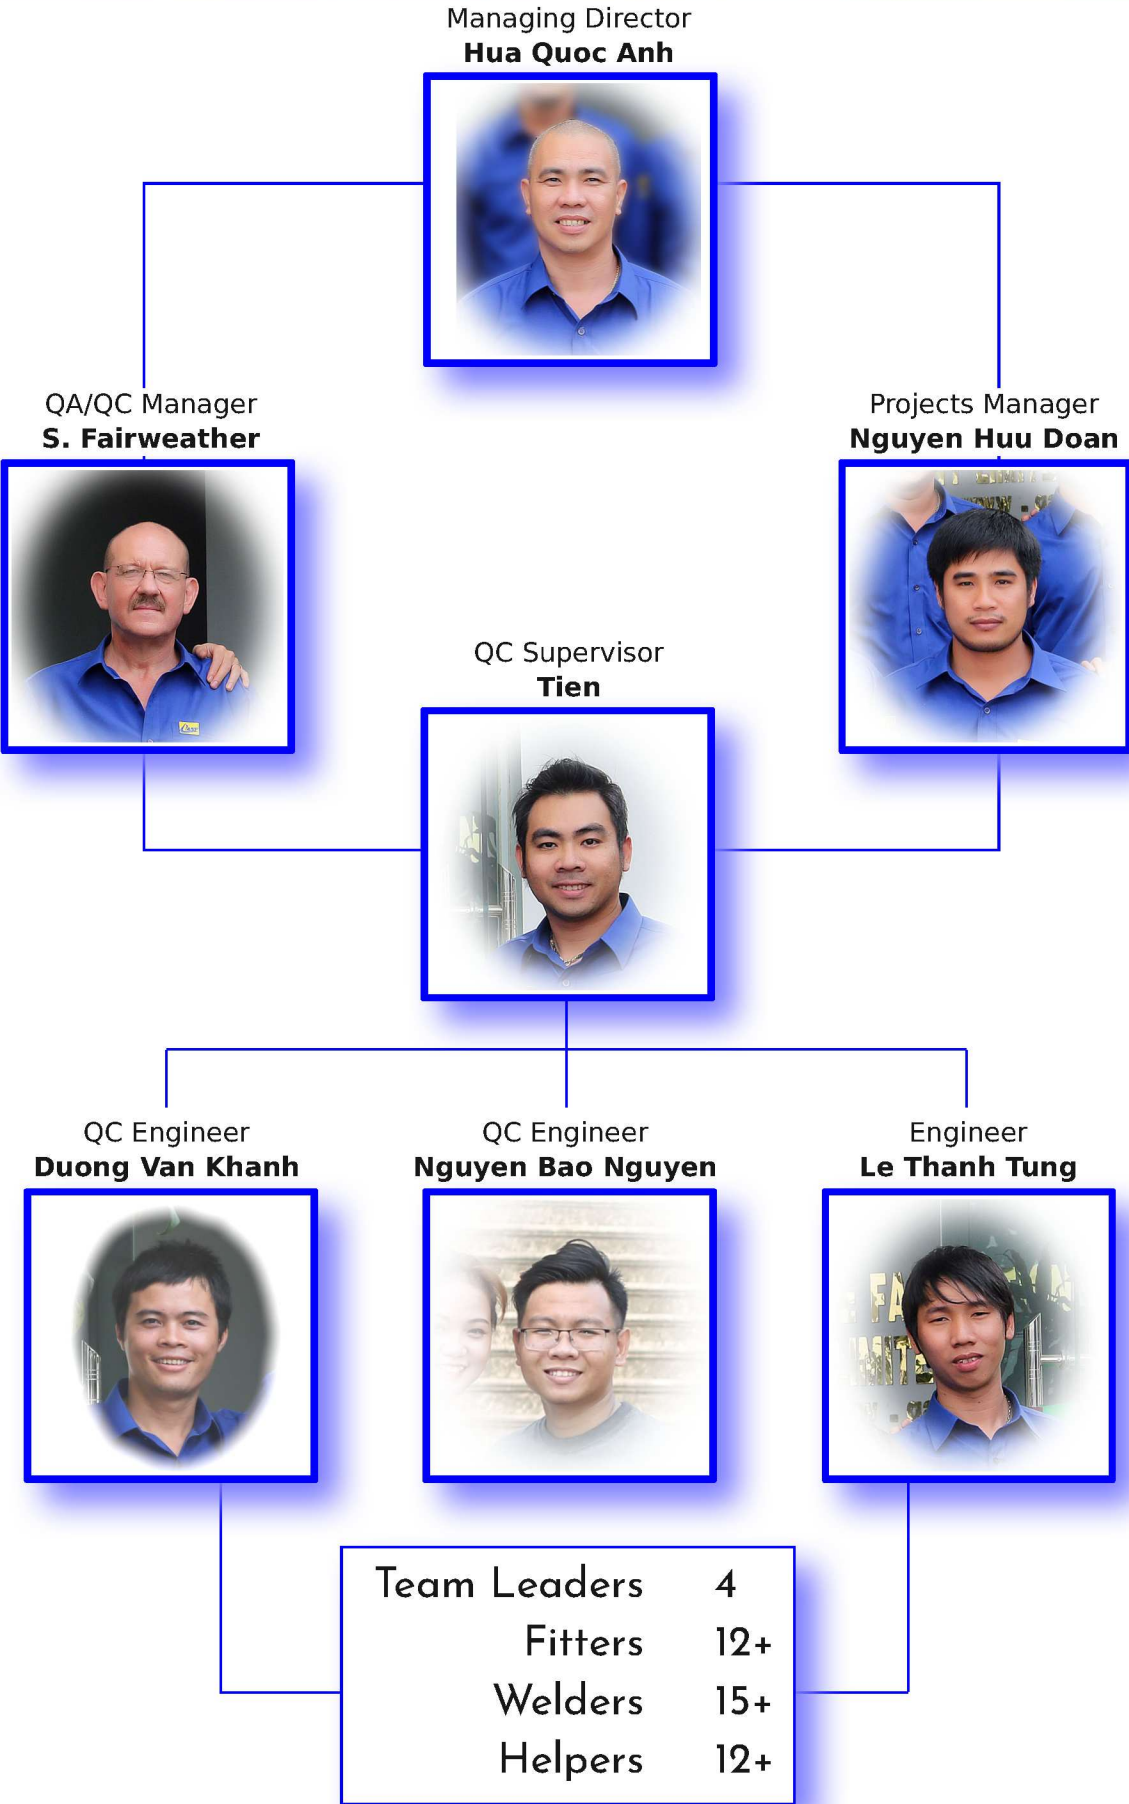 Managing Director
Hua Quoc Anh
QA/QC Manager
S. Fairweather
Projects Manager
Nguyen Huu Doan
QC Supervisor
Tien
QC Engineer
Duong Van Khanh
QC Engineer
Nguyen Bao Nguyen
Engineer
Le Thanh Tung
Team Leaders 4
Fitters 12+
Welders 15+
Helpers 12+